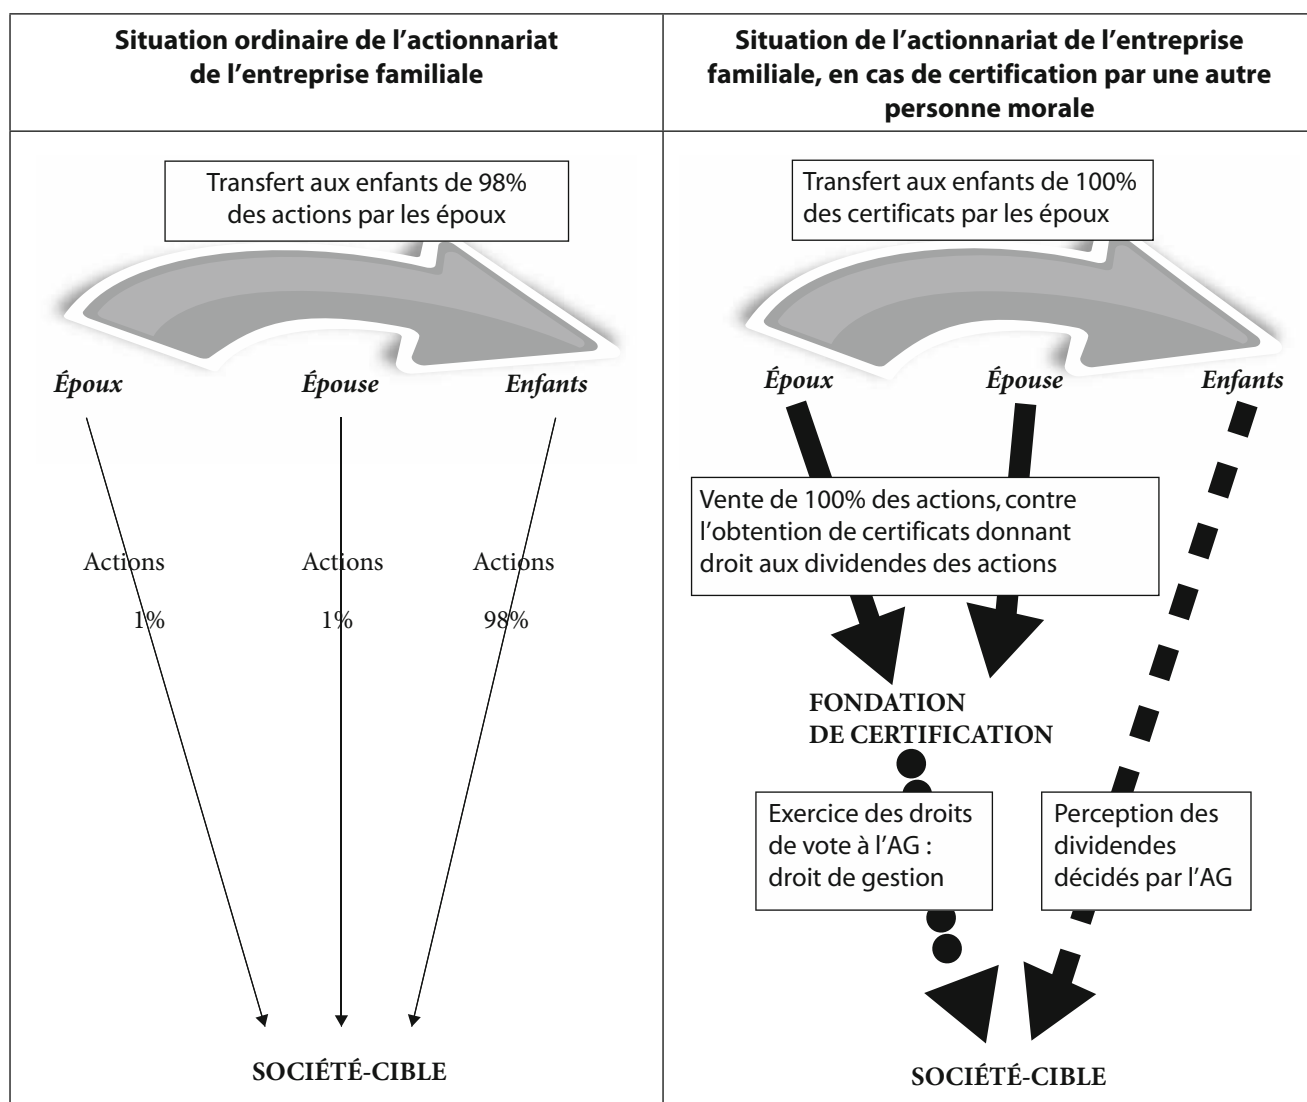 Situation ordinaire de l’actionnariat
de l’entreprise familiale
Situation de l’actionnariat de l’entreprise
familiale, en cas de certification par une autre
personne morale
Transfert aux enfants de 98%
des actions par les époux
Époux
Épouse
Enfants
Actions
Actions
Actions
1%
1%
98%
SOCIÉTÉ-CIBLE
Transfert aux enfants de 100%
des certificats par les époux
Époux
Épouse
Enfants
Vente de 100% des actions, contre
l’obtention de certificats donnant
droit aux dividendes des actions
FONDATION
DE CERTIFICATION
Exercice des droits
de vote à l’AG :
droit de gestion
Perception des
dividendes
décidés par l’AG
SOCIÉTÉ-CIBLE